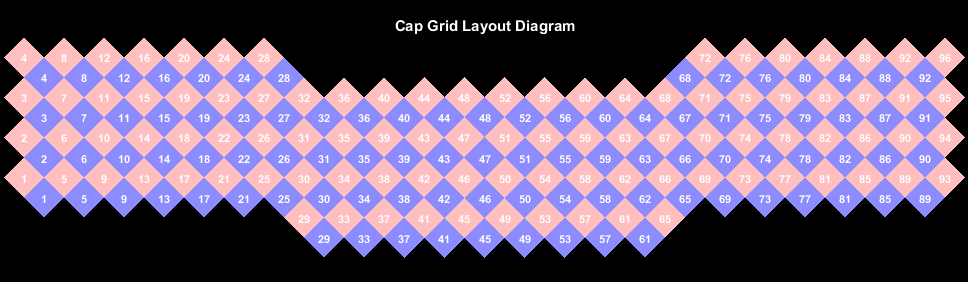 Cap Grid Layout Diagram
4 8 12 16 20 24 28 72 76 80 84 88 92 96
4 8 12 16 20 24 28 68 72 76 80 84 88 92
3 7 11 15 19 23 27 32 36 40 44 48 52 56 60 64 68 71 75 79 83 87 91 95
3 7 11 15 19 23 27 32 36 40 44 48 52 56 60 64 67 71 75 79 83 87 91
2 6 10 14 18 22 26 31 35 39 43 47 51 55 59 63 67 70 74 78 82 86 90 94
2 6 10 14 18 22 26 31 35 39 43 47 51 55 59 63 66 70 74 78 82 86 90
1 5 9 13 17 21 25 30 34 38 42 46 50 54 58 62 66 69 73 77 81 85 89 93
1 5 9 13 17 21 25 30 34 38 42 46 50 54 58 62 65 69 73 77 81 85 89
29 33 37 41 45 49 53 57 61 65
29 33 37 41 45 49 53 57 61